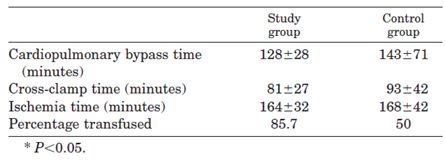 Study Control
group group
Cardiopulmonary bypass time 128±28 143±71
(minutes)
Cross-clamp time (minutes) 81±27 93±42
Ischemia time (minutes) 164±32 168±42
Percentage transfused 85.7 50
* P<0.05.